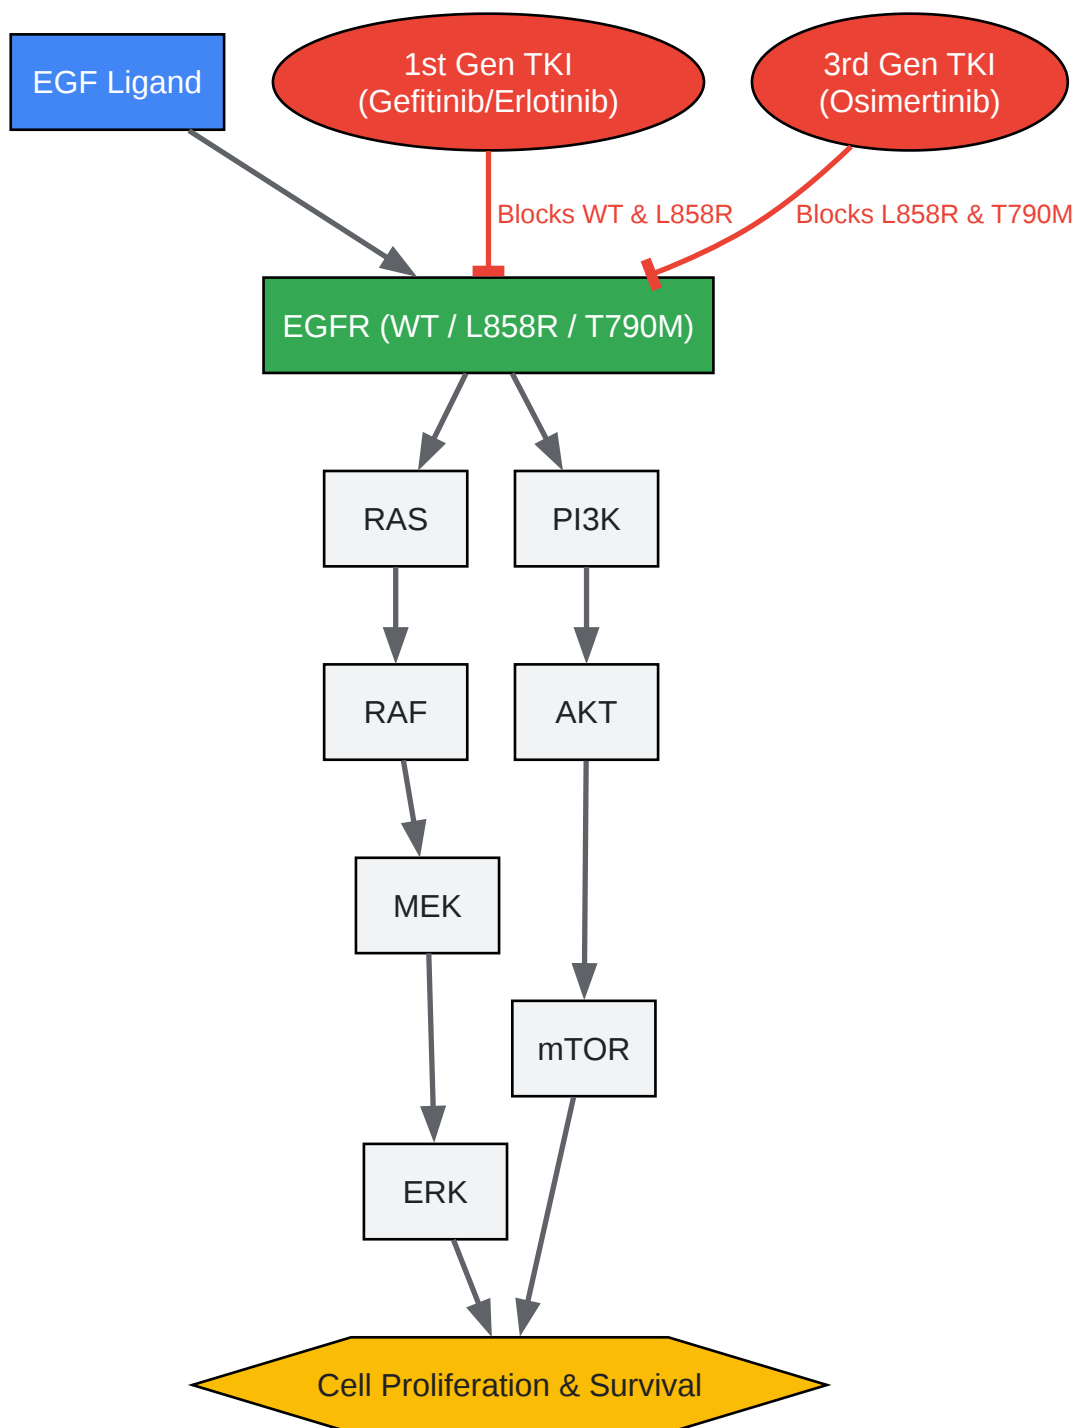 EGF Ligand
1st Gen TKI
(Gefitinib/Erlotinib)
3rd Gen TKI
(Osimertinib)
Blocks WT & L858R
Blocks L858R & T790M
EGFR (WT / L858R / T790M)
RAS
PI3K
RAF
AKT
MEK
mTOR
ERK
Cell Proliferation & Survival